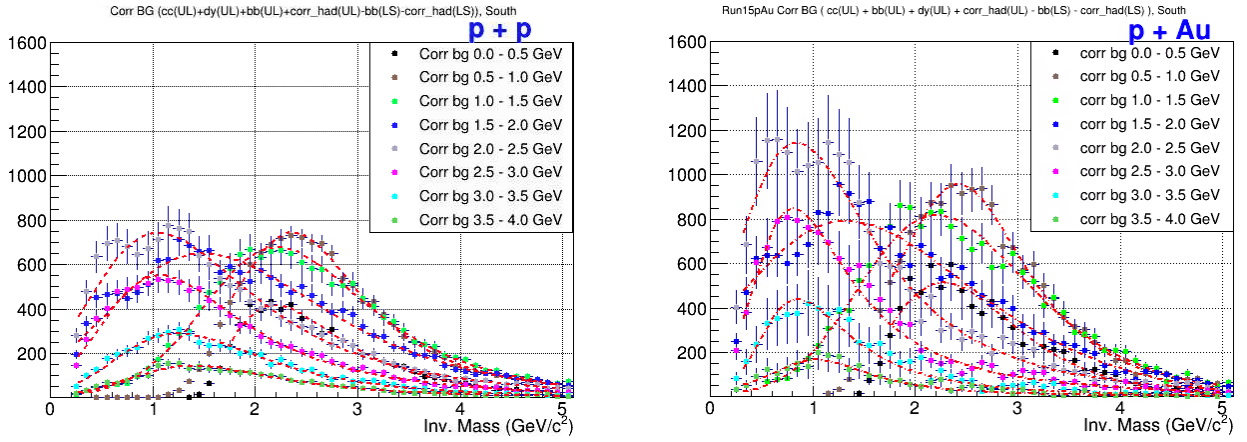 Corr BG (cc(UL)+dy(UL)+bb(UL)+corr_had(UL)-bb(LS)-corr_had(LS)), South
p + p
1600
1400
1200
1000
800
600
400
200
0
1
2
3
4
5
Inv. Mass (GeV/c²)
Corr bg 0.0 - 0.5 GeV
Corr bg 0.5 - 1.0 GeV
Corr bg 1.0 - 1.5 GeV
Corr bg 1.5 - 2.0 GeV
Corr bg 2.0 - 2.5 GeV
Corr bg 2.5 - 3.0 GeV
Corr bg 3.0 - 3.5 GeV
Corr bg 3.5 - 4.0 GeV
Run15pAu Corr BG ( cc(UL) + bb(UL) + dy(UL) + corr_had(UL) - bb(LS) - corr_had(LS) ), South
p + Au
1600
1400
1200
1000
800
600
400
200
0
1
2
3
4
5
Inv. Mass (GeV/c²)
corr bg 0.0 - 0.5 GeV
corr bg 0.5 - 1.0 GeV
corr bg 1.0 - 1.5 GeV
corr bg 1.5 - 2.0 GeV
corr bg 2.0 - 2.5 GeV
corr bg 2.5 - 3.0 GeV
corr bg 3.0 - 3.5 GeV
corr bg 3.5 - 4.0 GeV